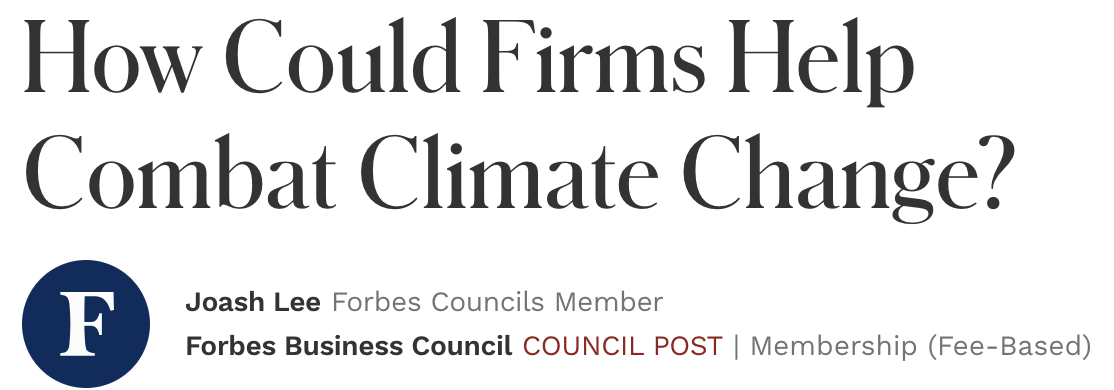 How Could Firms Help
Combat Climate Change?
F
Joash Lee Forbes Councils Member
Forbes Business Council COUNCIL POST | Membership (Fee-Based)